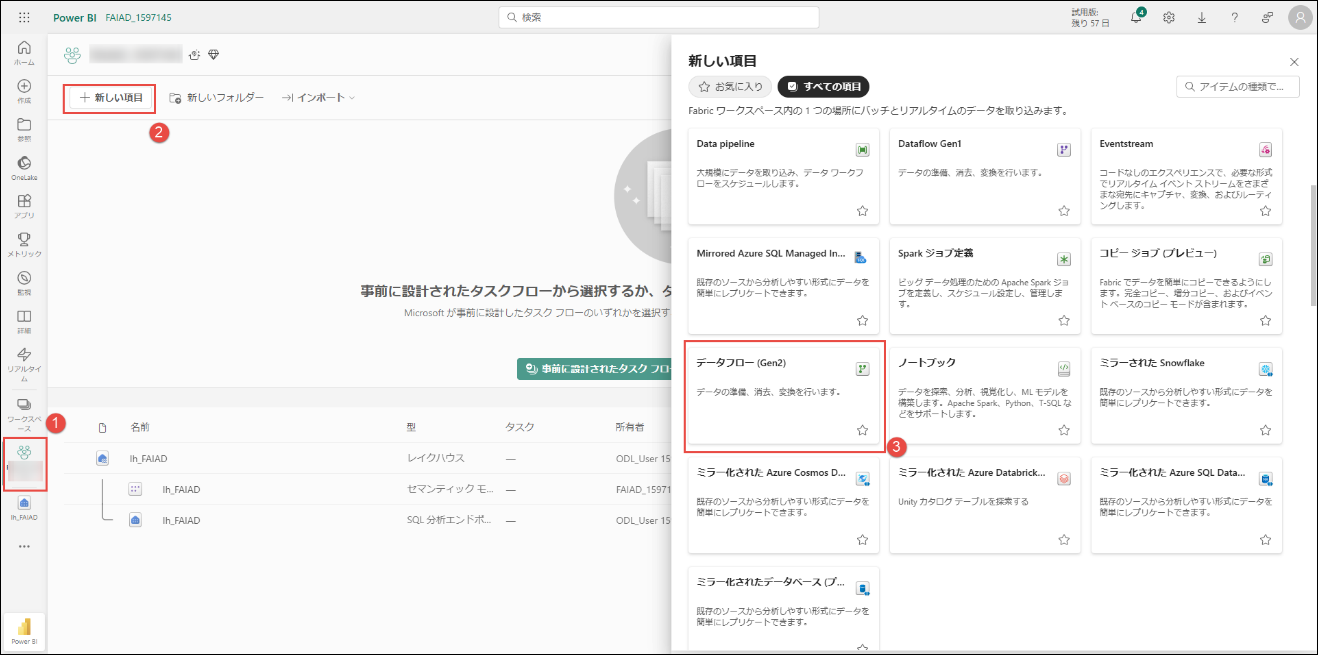 Power BI FAIAD_1597145
検索
試用版:
残り 57 日
4
ホーム
作成
参照
OneLake
アプリ
メトリック
監視
詳細
リアルタイ
ム
ワークスペ
ース
1
lh_FAIAD
Power BI
新しい項目
新しいフォルダー
インポート
2
事前に設計されたタスクフローから選択するか、タ
Microsoft が事前に設計したタスク フローのいずれかを選択す
事前に設計されたタスク フロー
名前 型 タスク 所有者
lh_FAIAD レイクハウス — ODL_User 15
lh_FAIAD セマンティック モ... — FAIAD_15971
lh_FAIAD SQL 分析エンドポ... — ODL_User 15
新しい項目
お気に入り すべての項目
アイテムの種類で...
Fabric ワークスペース内の 1 つの場所にバッチとリアルタイムのデータを取り込みます。
Data pipeline
大規模にデータを取り込み、データ ワークフ
ローをスケジュールします。
Dataflow Gen1
データの準備、消去、変換を行います。
Eventstream
コードなしのエクスペリエンスで、必要な形式
でリアルタイム イベント ストリームをさまざ
まな宛先にキャプチャ、変換、およびルーティ
ングします。
Mirrored Azure SQL Managed In...
既存のソースから分析しやすい形式にデータを
簡単にレプリケートできます。
Spark ジョブ定義
ビッグ データ処理のための Apache Spark ジョ
ブを定義し、スケジュール設定し、管理しま
す。
コピー ジョブ (プレビュー)
Fabric でデータを簡単にコピーできるようにし
ます。完全コピー、増分コピー、およびイベン
ト ベースのコピー モードが含まれます。
データフロー (Gen2)
データの準備、消去、変換を行います。
3
ノートブック
データを探索、分析、視覚化し、ML モデルを
構築します。Apache Spark、Python、T-SQL な
どをサポートします。
ミラーされた Snowflake
既存のソースから分析しやすい形式にデータを
簡単にレプリケートできます。
ミラー化された Azure Cosmos D...
既存のソースから分析しやすい形式にデータを
簡単にレプリケートできます。
ミラー化された Azure Databrick...
Unity カタログ テーブルを探索する
ミラー化された Azure SQL Data...
既存のソースから分析しやすい形式にデータを
簡単にレプリケートできます。
ミラー化されたデータベース (プ...
既存のソースから分析しやすい形式にデータを
簡単にレプリケートできます。